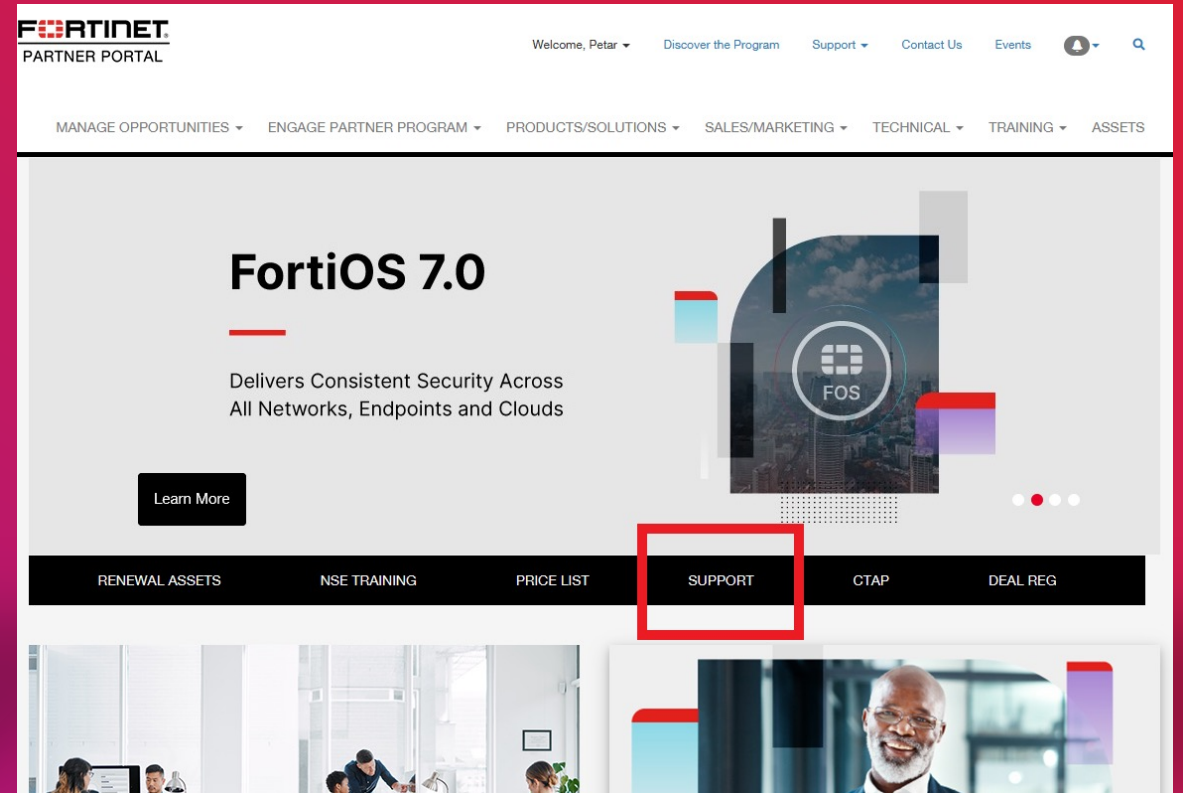 FORTINET
PARTNER PORTAL
Welcome, Petar
Discover the Program
Support
Contact Us
Events
MANAGE OPPORTUNITIES
ENGAGE PARTNER PROGRAM
PRODUCTS/SOLUTIONS
SALES/MARKETING
TECHNICAL
TRAINING
ASSETS
FortiOS 7.0
Delivers Consistent Security Across
All Networks, Endpoints and Clouds
FOS
Learn More
RENEWAL ASSETS
NSE TRAINING
PRICE LIST
SUPPORT
CTAP
DEAL REG